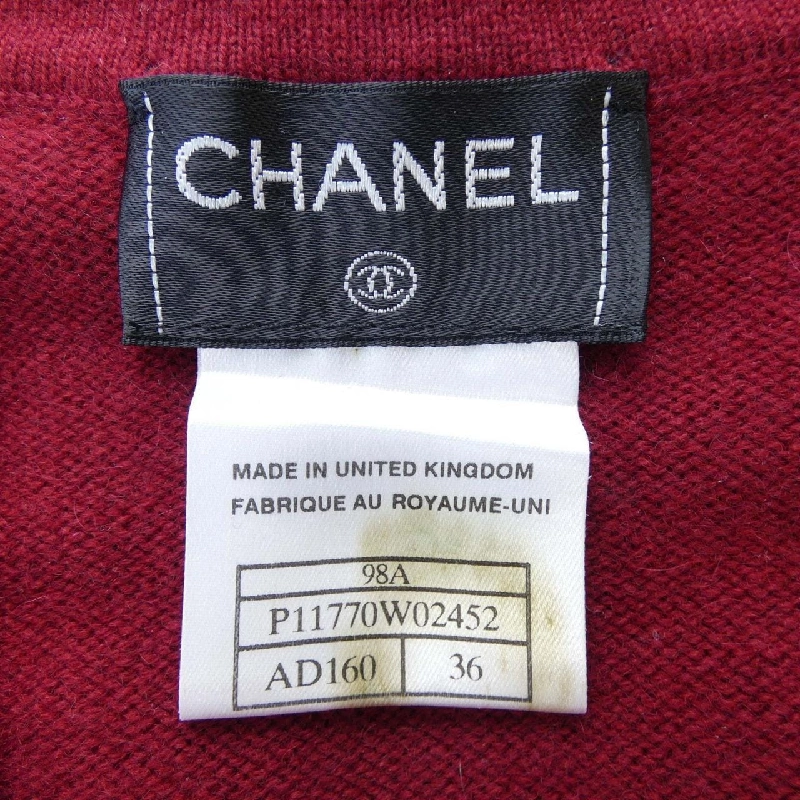 CHANEL
MADE IN UNITED KINGDOM
FABRIQUE AU ROYAUME-UNI
98A
P11770W02452
AD160 36